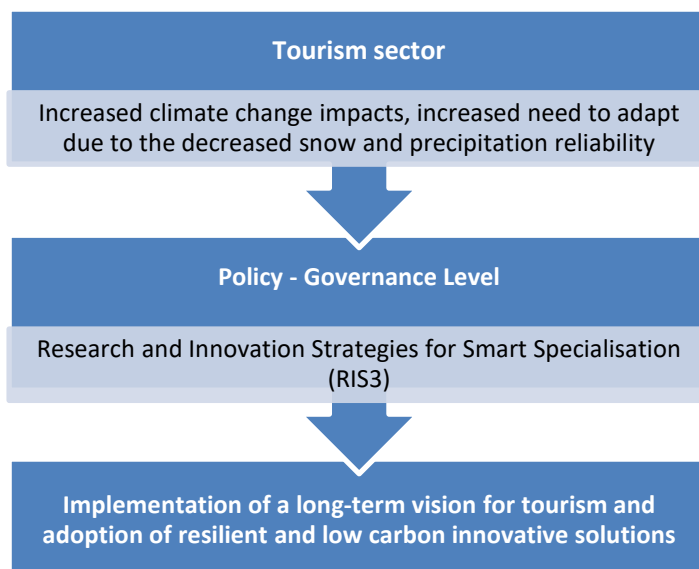 Tourism sector
Increased climate change impacts, increased need to adapt
due to the decreased snow and precipitation reliability
Policy - Governance Level
Research and Innovation Strategies for Smart Specialisation
(RIS3)
Implementation of a long-term vision for tourism and
adoption of resilient and low carbon innovative solutions